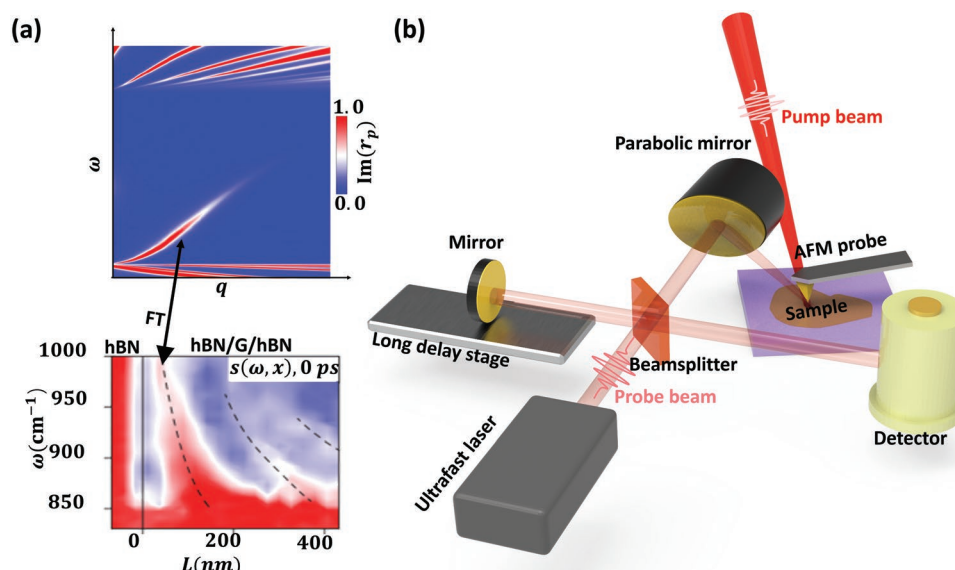 (a)
ω
1.0
Im(r_p)
0.0
q
FT
hBN
hBN/G/hBN
s(ω, x), 0 ps
1000
950
900
850
ω(cm⁻¹)
0
200
400
L(nm)
(b)
Pump beam
Parabolic mirror
Mirror
AFM probe
Sample
Long delay stage
Beamsplitter
Probe beam
Detector
Ultrafast laser